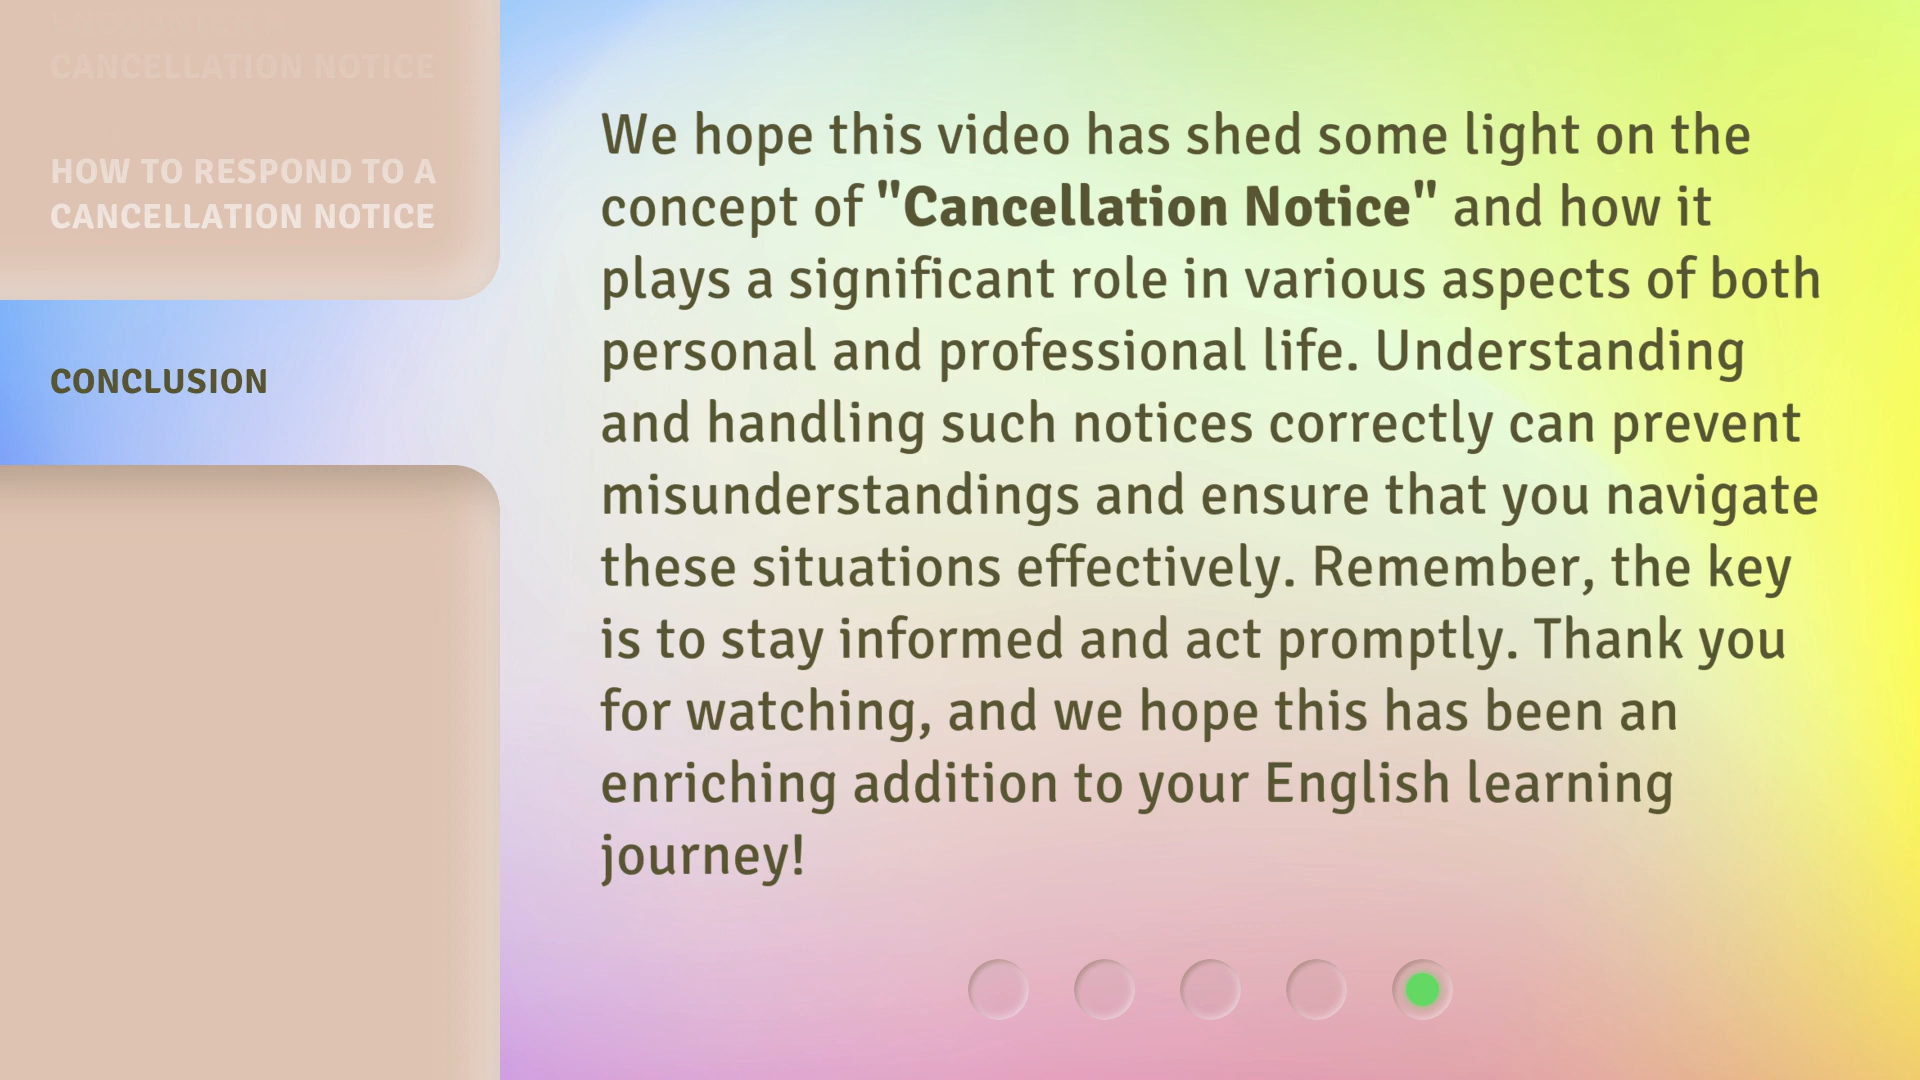 CANCELLATION NOTICE
HOW TO RESPOND TO A
CANCELLATION NOTICE
CONCLUSION
We hope this video has shed some light on the
concept of "Cancellation Notice" and how it
plays a significant role in various aspects of both
personal and professional life. Understanding
and handling such notices correctly can prevent
misunderstandings and ensure that you navigate
these situations effectively. Remember, the key
is to stay informed and act promptly. Thank you
for watching, and we hope this has been an
enriching addition to your English learning
journey!